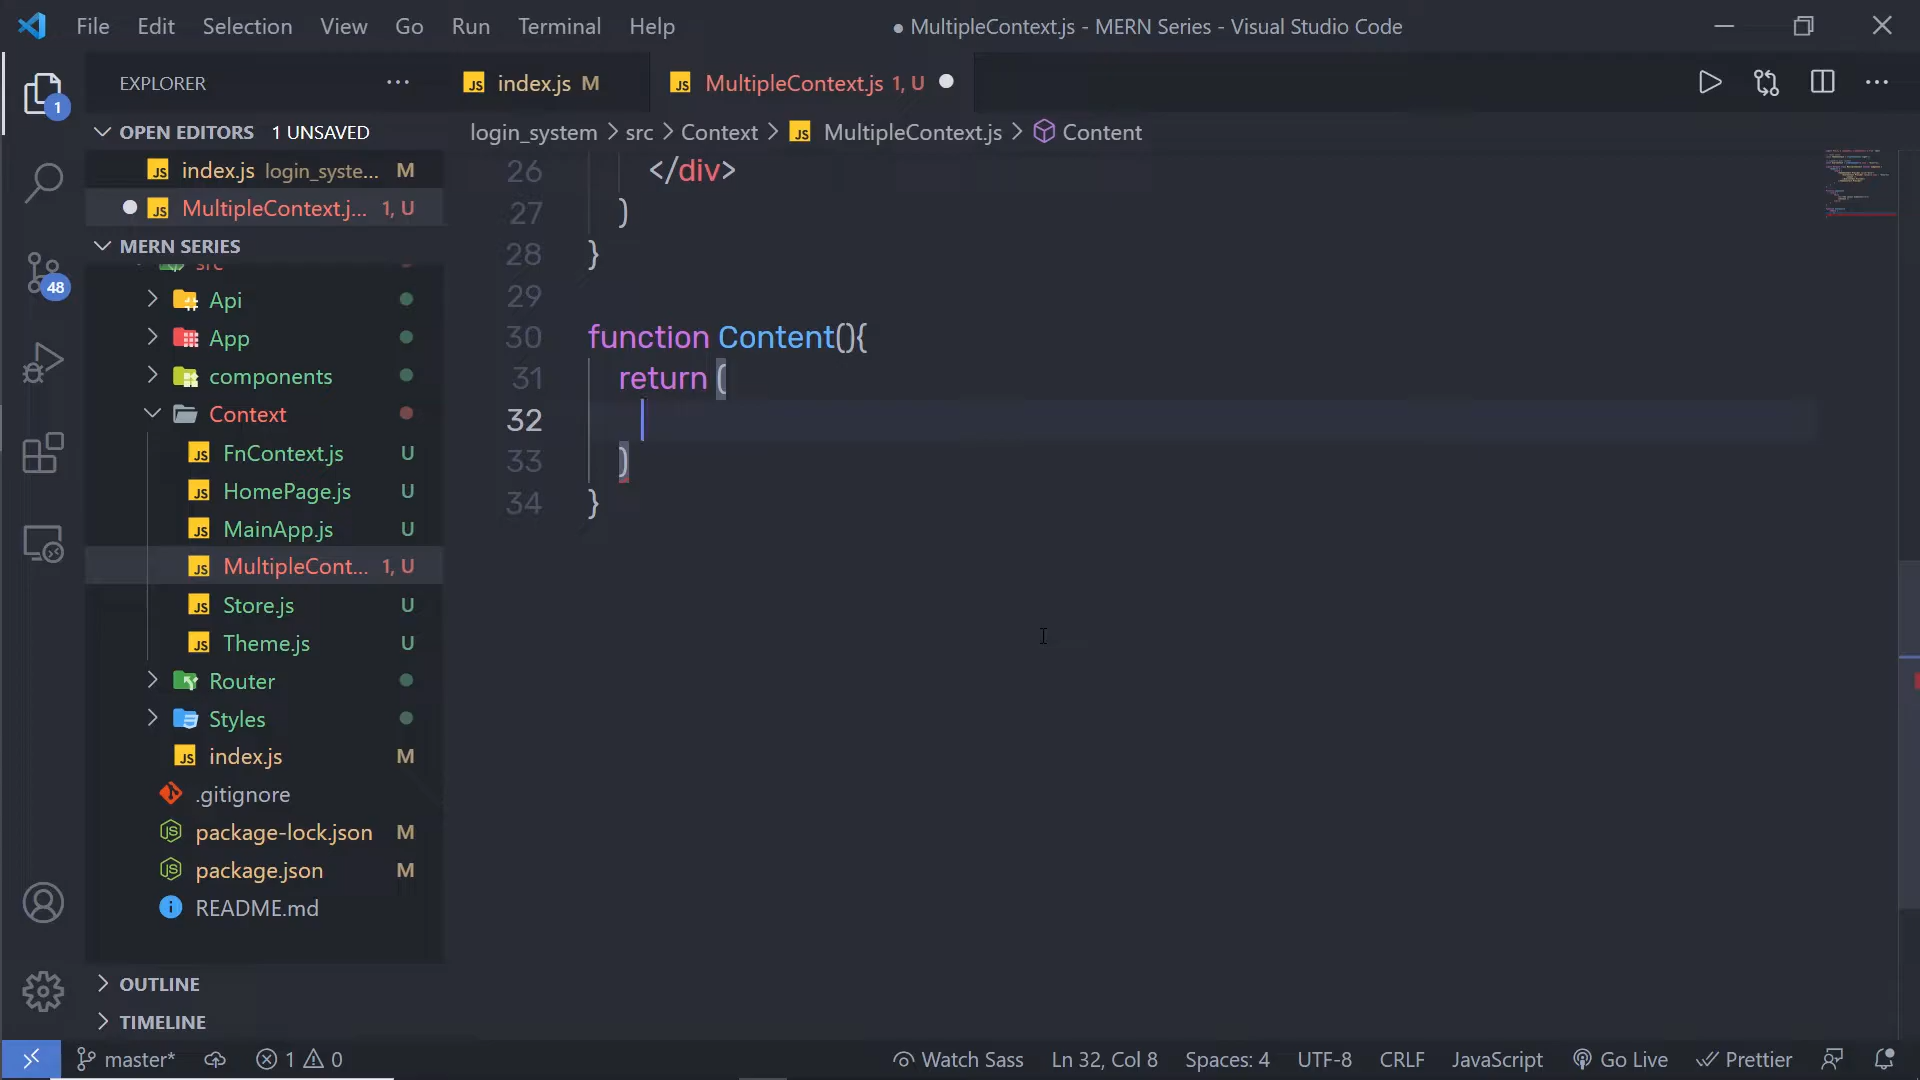 File Edit Selection View Go Run Terminal Help
● MultipleContext.js - MERN Series - Visual Studio Code
EXPLORER ···
index.js M
MultipleContext.js 1, U
OPEN EDITORS 1 UNSAVED
index.js login_syste... M
MultipleContext.j... 1, U
MERN SERIES
src
Api
App
components
Context
FnContext.js U
HomePage.js U
MainApp.js U
MultipleCont... 1, U
Store.js U
Theme.js U
Router
Styles
index.js M
.gitignore
package-lock.json M
package.json M
README.md
OUTLINE
TIMELINE
1
48
login_system > src > Context > MultipleContext.js > Content
26 </div>
27 )
28 }
29
30 function Content(){
31 return (
32
33 )
34 }
master* 1 0 Watch Sass Ln 32, Col 8 Spaces: 4 UTF-8 CRLF JavaScript Go Live Prettier